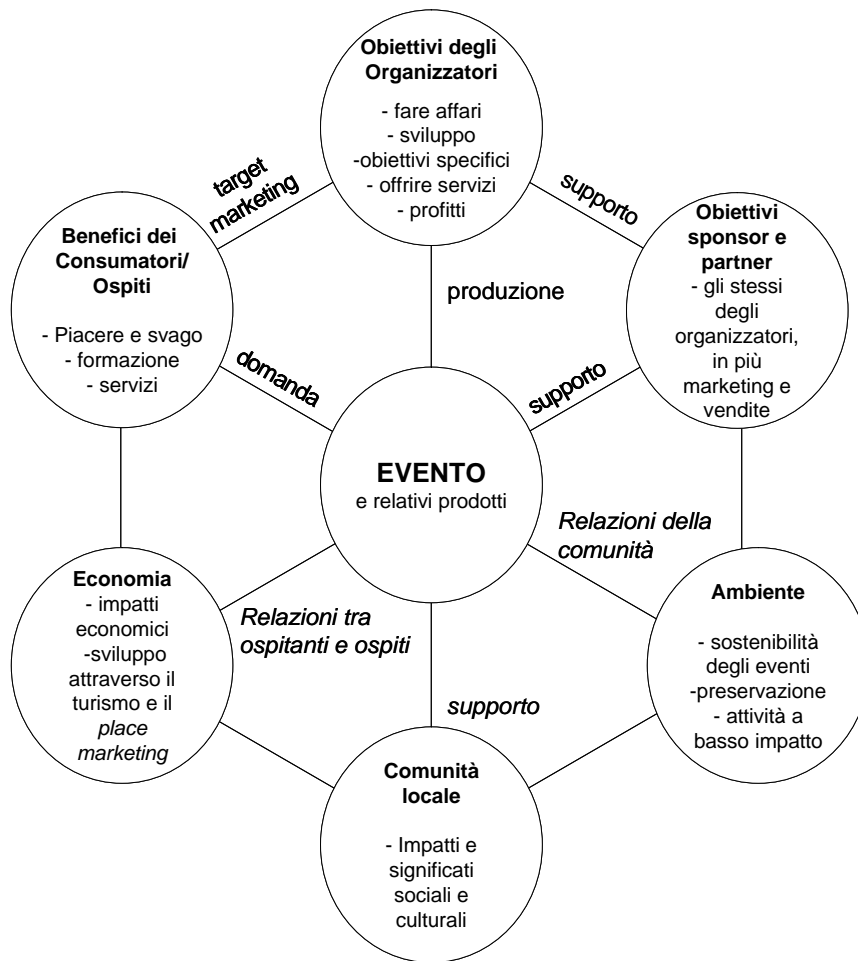 Obiettivi degli
Organizzatori
- fare affari
- sviluppo
-obiettivi specifici
- offrire servizi
- profitti
target
marketing
supporto
Benefici dei
Consumatori/
Ospiti
- Piacere e svago
- formazione
- servizi
Obiettivi
sponsor e
partner
- gli stessi
degli
organizzatori,
in più
marketing e
vendite
produzione
domanda
supporto
EVENTO
e relativi prodotti
Relazioni della
comunità
Economia
- impatti
economici
-sviluppo
attraverso il
turismo e il
place
marketing
Relazioni tra
ospitanti e ospiti
Ambiente
- sostenibilità
degli eventi
-preservazione
- attività a
basso impatto
supporto
Comunità
locale
- Impatti e
significati
sociali e
culturali